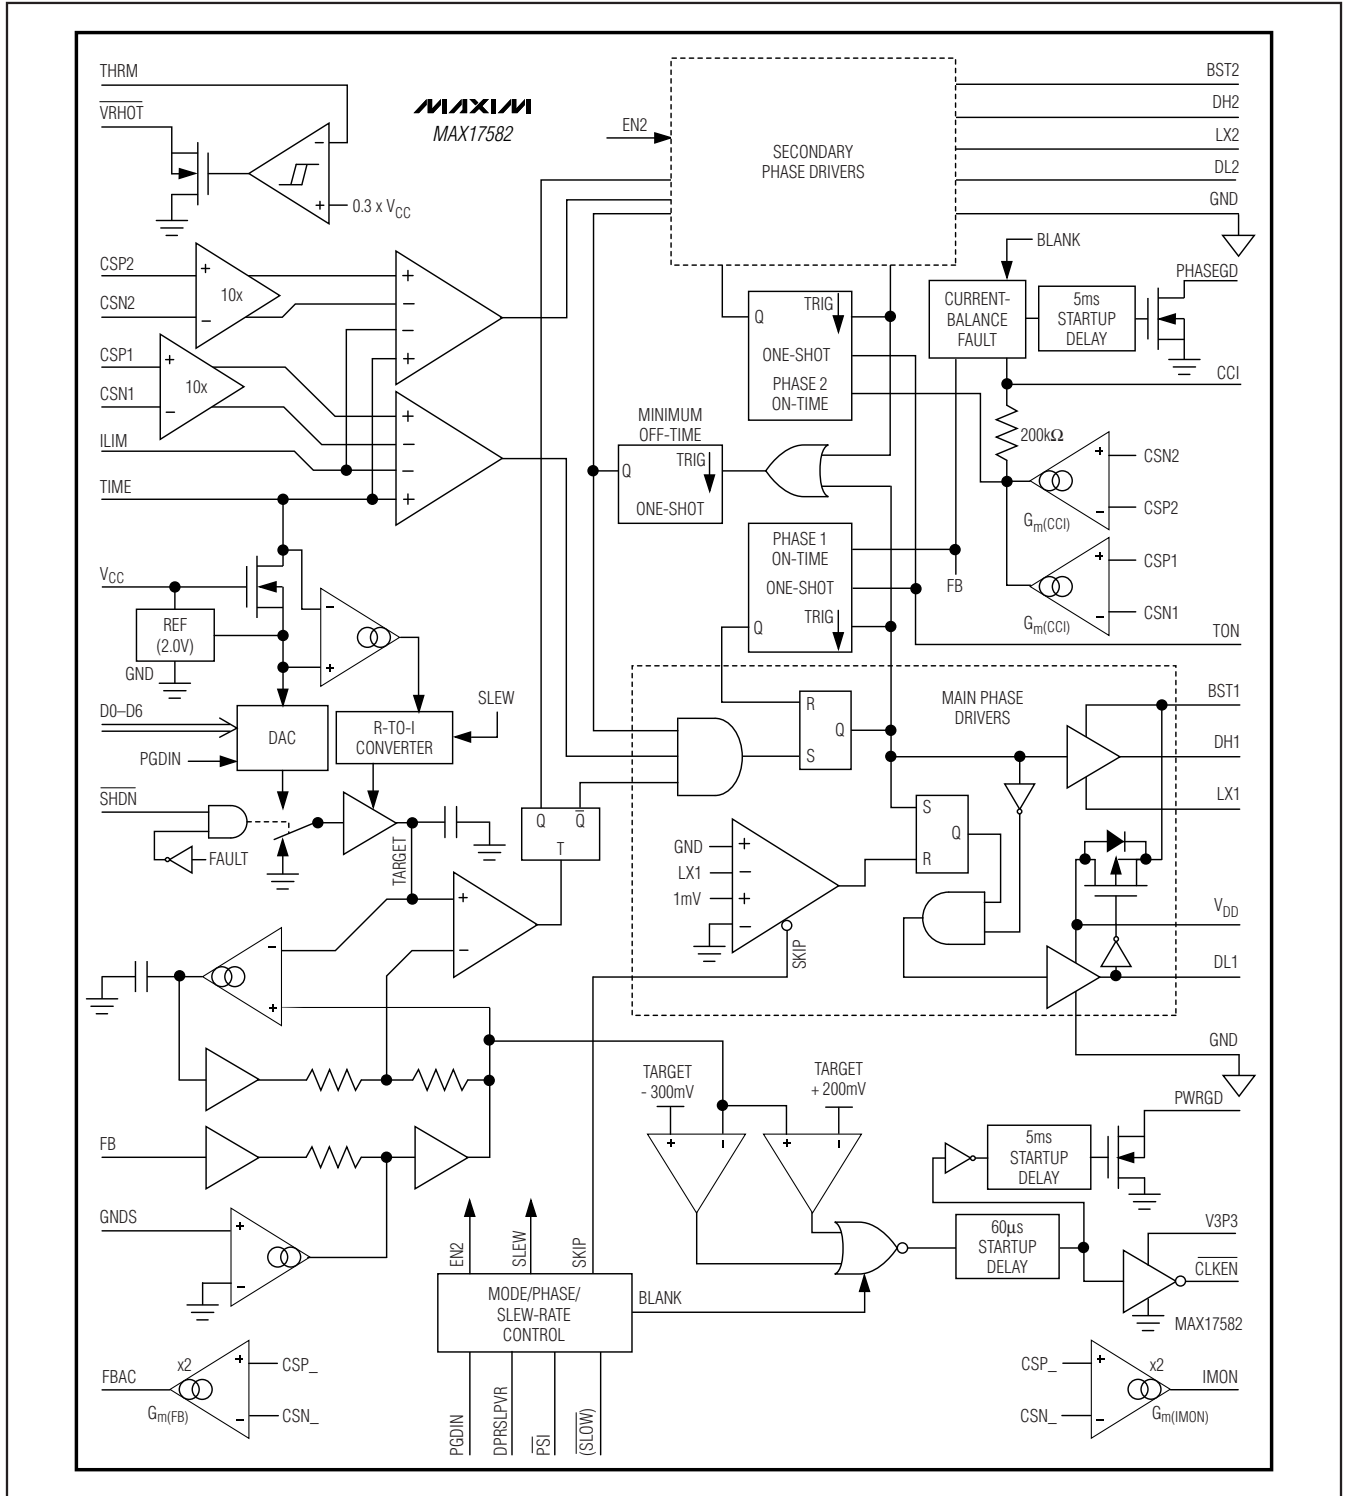 THRM
VRHOT
MAXIM
MAX17582
0.3 x VCC
EN2
SECONDARY
PHASE DRIVERS
BST2
DH2
LX2
DL2
GND
BLANK
PHASEGD
CSP2
CSN2
10x
CSP1
CSN1
10x
ILIM
TIME
+
−
Q
TRIG
ONE-SHOT
PHASE 2
ON-TIME
CURRENT-
BALANCE
FAULT
5ms
STARTUP
DELAY
CCI
200kΩ
MINIMUM
OFF-TIME
Q
TRIG
ONE-SHOT
CSN2
CSP2
Gm(CCI)
CSP1
CSN1
Gm(CCI)
PHASE 1
ON-TIME
ONE-SHOT
TRIG
Q
FB
TON
VCC
REF
(2.0V)
GND
D0–D6
DAC
PGDIN
R-TO-I
CONVERTER
SLEW
SHDN
FAULT
TARGET
Q
Q
T
MAIN PHASE
DRIVERS
R
Q
S
S
Q
R
GND
LX1
1mV
SKIP
BST1
DH1
LX1
VDD
DL1
GND
FB
GNDS
TARGET
- 300mV
TARGET
+ 200mV
PWRGD
5ms
STARTUP
DELAY
60μs
STARTUP
DELAY
V3P3
CLKEN
MAX17582
EN2
SLEW
SKIP
MODE/PHASE/
SLEW-RATE
CONTROL
BLANK
PGDIN
DPRSLPVR
PSI
(SLOW)
FBAC
x2
Gm(FB)
CSP_
CSN_
CSP_
CSN_
x2
Gm(IMON)
IMON